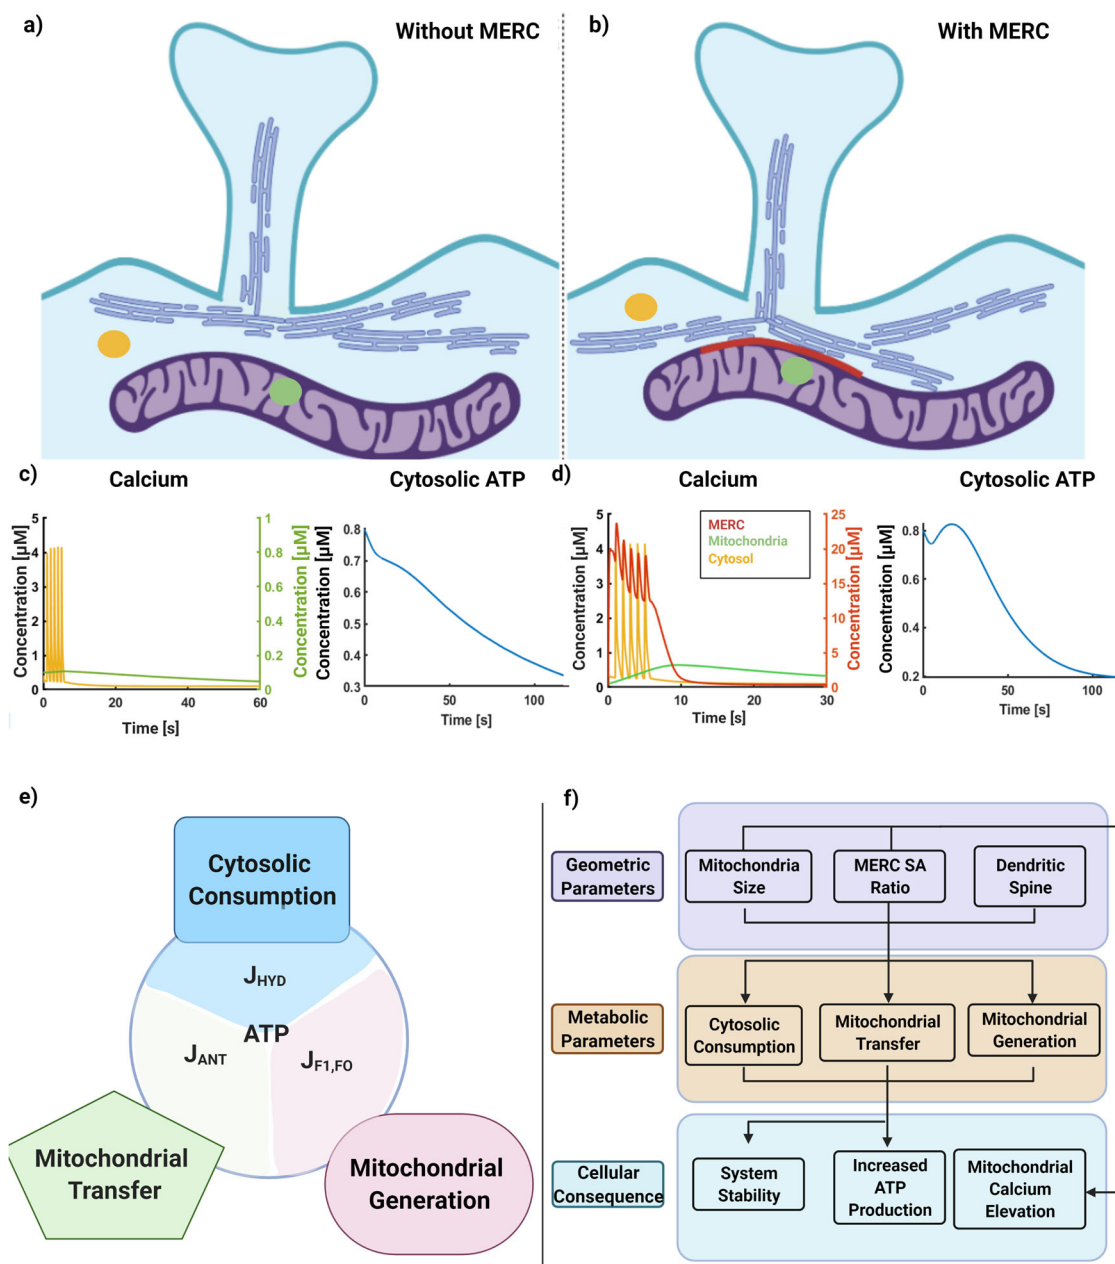 a)
Without MERC
b)
With MERC
c)
Calcium
Cytosolic ATP
d)
Calcium
Cytosolic ATP
Concentration [µM]
5
4
3
2
1
0
0
20
40
60
Time [s]
1
0.8
0.6
0.4
0.2
0
Concentration [µM]
Concentration [µM]
0.8
0.7
0.6
0.5
0.4
0.3
0
50
100
Time [s]
Concentration [µM]
5
4
3
2
1
0
0
10
20
30
Time [s]
MERC
Mitochondria
Cytosol
25
20
15
10
5
0
Concentration [µM]
Concentration [µM]
0.8
0.6
0.4
0.2
0
50
100
Time [s]
e)
Cytosolic
Consumption
JHYD
ATP
JANT
JF1,FO
Mitochondrial
Transfer
Mitochondrial
Generation
f)
Geometric
Parameters
Mitochondria
Size
MERC SA
Ratio
Dendritic
Spine
Metabolic
Parameters
Cytosolic
Consumption
Mitochondrial
Transfer
Mitochondrial
Generation
Cellular
Consequence
System
Stability
Increased
ATP
Production
Mitochondrial
Calcium
Elevation